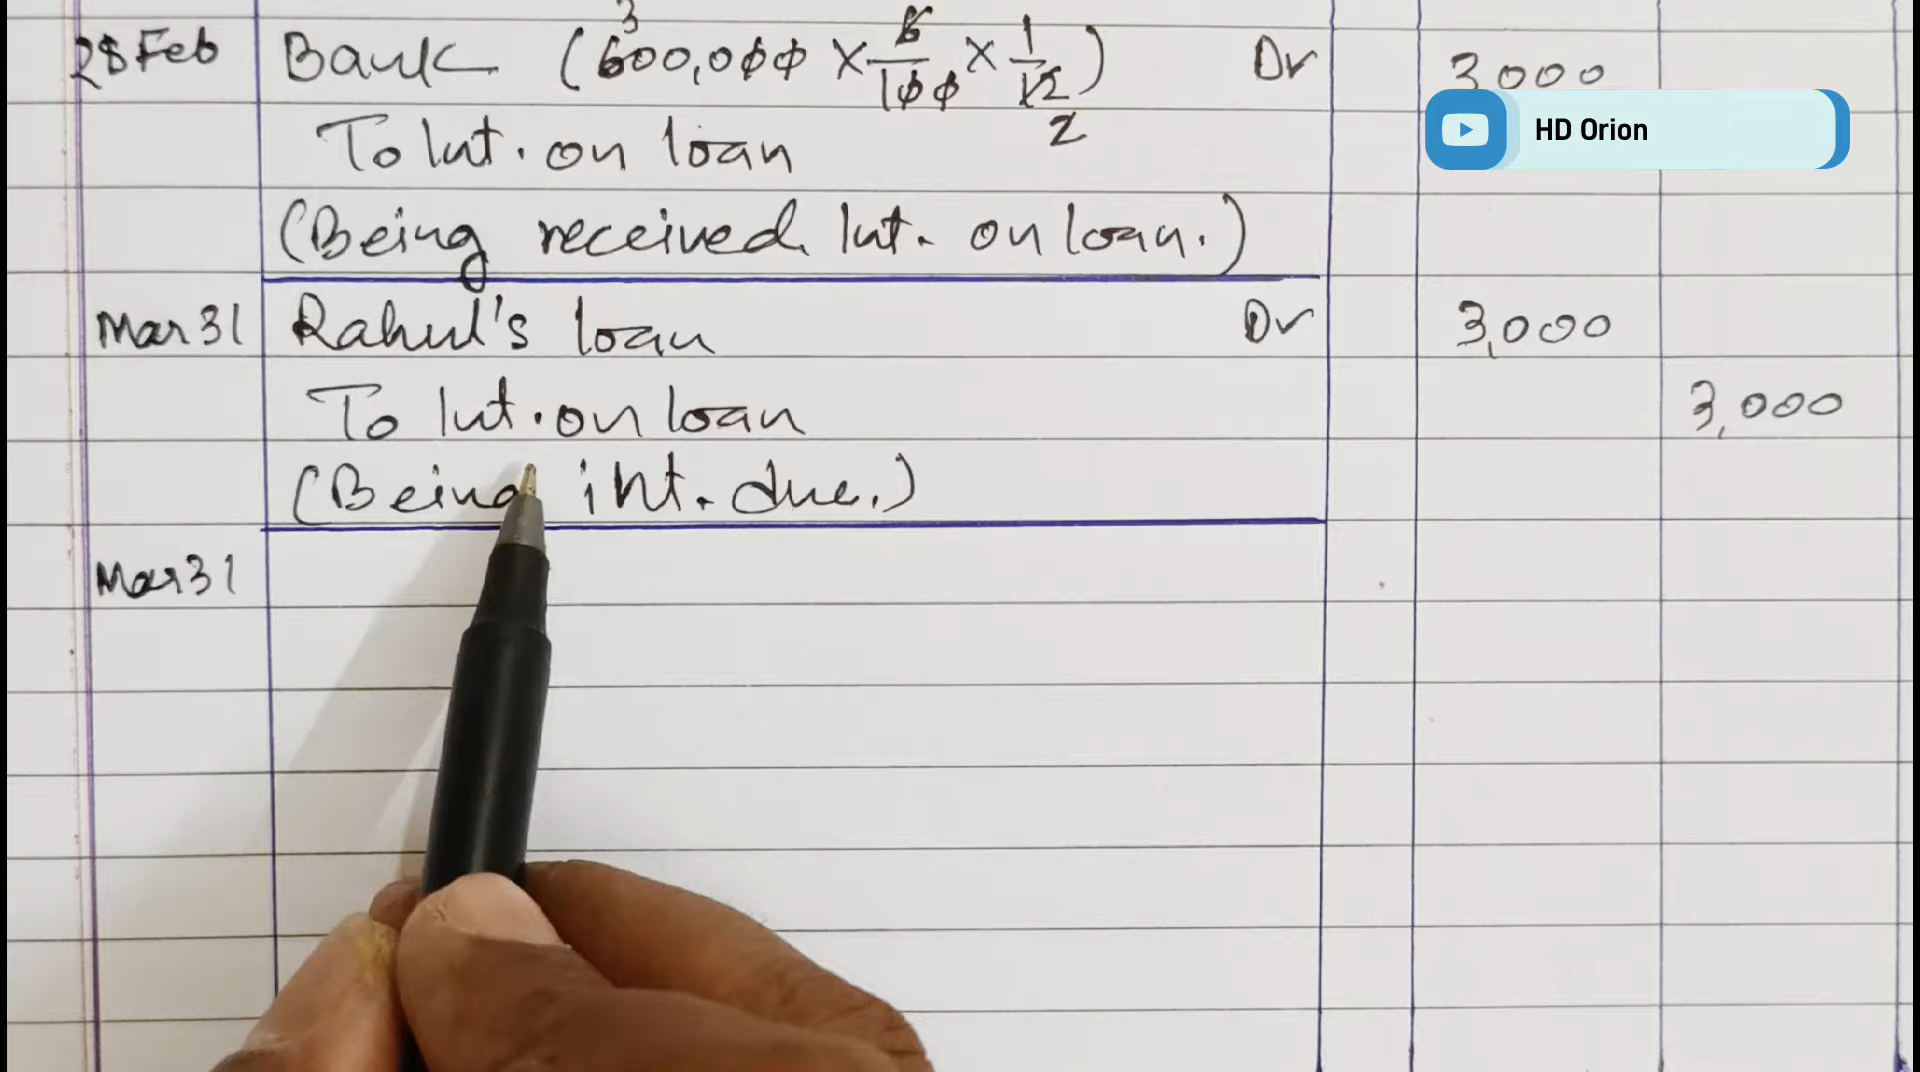 28 Feb Bank (600,000 × 6/100 × 1/12) Dr 3,000
3
2
HD Orion
To Int. on loan
(Being received Int. on loan.)
Mar 31 Rahul's loan Dr 3,000
To Int. on loan 3,000
(Being int. due.)
Mar 31